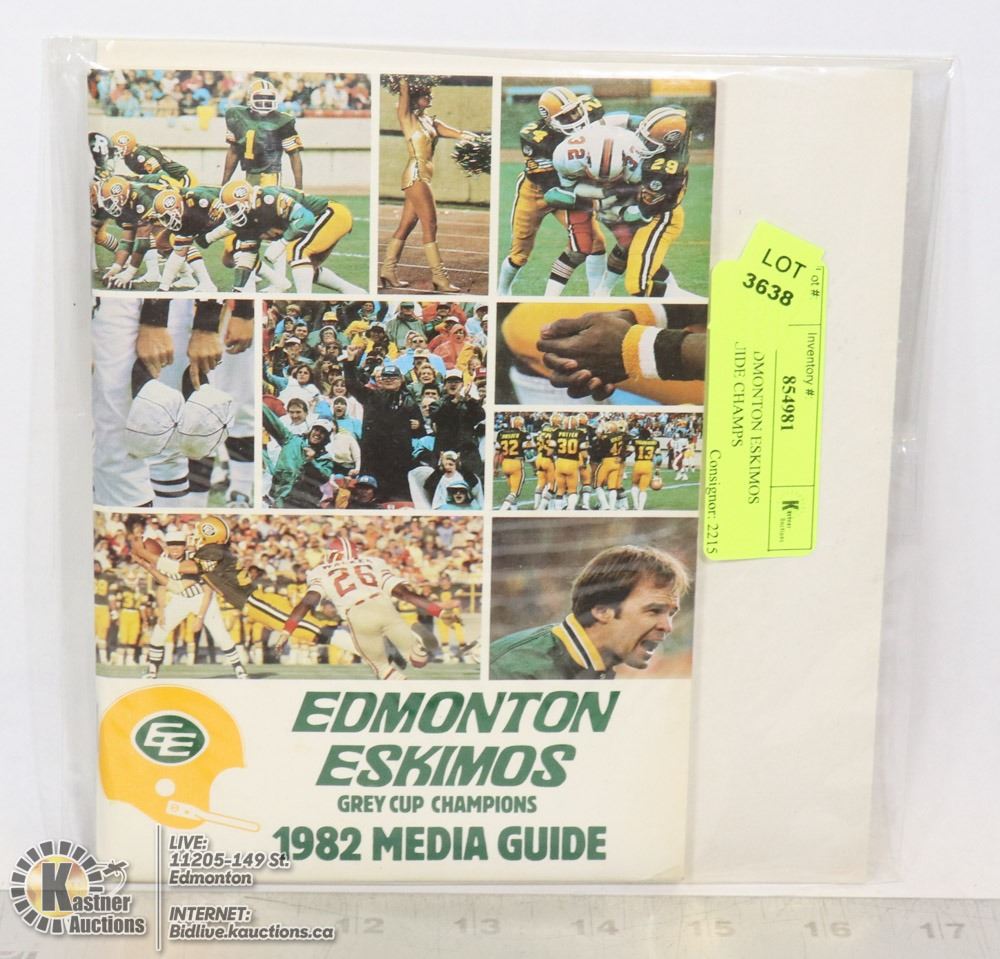 1
24
32
29
32
30
13
26
EDMONTON
ESKIMOS
GREY CUP CHAMPIONS
1982 MEDIA GUIDE
LOT
3638
Inventory #
854981
DMONTON ESKIMOS
IDE CHAMPS
Consignor: 2215
Kastner
Auctions
LIVE:
11205-149 St.
Edmonton
INTERNET:
Bidlive.kauctions.ca
12
13
14
15
16
17